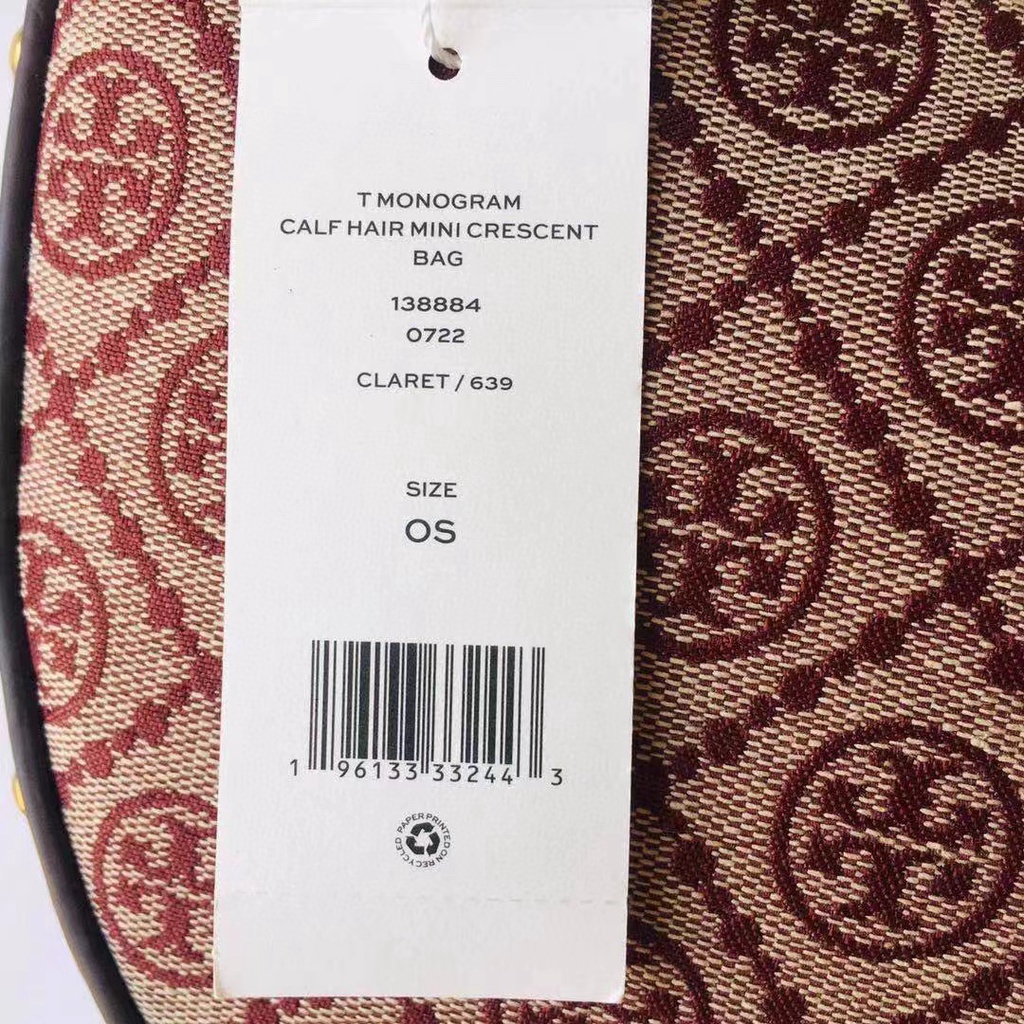 T MONOGRAM
CALF HAIR MINI CRESCENT
BAG
138884
0722
CLARET / 639
SIZE
OS
1 96133 33244 3
PAPER PRINTED ON RECYCLED